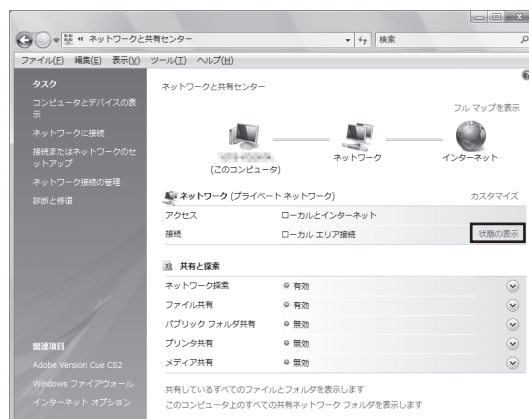 ネットワークと共有センター
検索
ファイル(F) 編集(E) 表示(V) ツール(T) ヘルプ(H)
タスク
コンピュータとデバイスの表
示
ネットワークに接続
接続またはネットワークのセ
ットアップ
ネットワーク接続の管理
診断と修復
ネットワークと共有センター
フル マップを表示
(このコンピュータ)
ネットワーク
インターネット
ネットワーク (プライベート ネットワーク)
カスタマイズ
アクセス ローカルとインターネット
接続 ローカル エリア接続 状態の表示
共有と探索
ネットワーク探索 有効
ファイル共有 有効
パブリック フォルダ共有 無効
プリンタ共有 無効
メディア共有 無効
関連項目
Adobe Version Cue CS2
Windows ファイアウォール
インターネット オプション
共有しているすべてのファイルとフォルダを表示します
このコンピュータ上のすべての共有ネットワーク フォルダを表示します